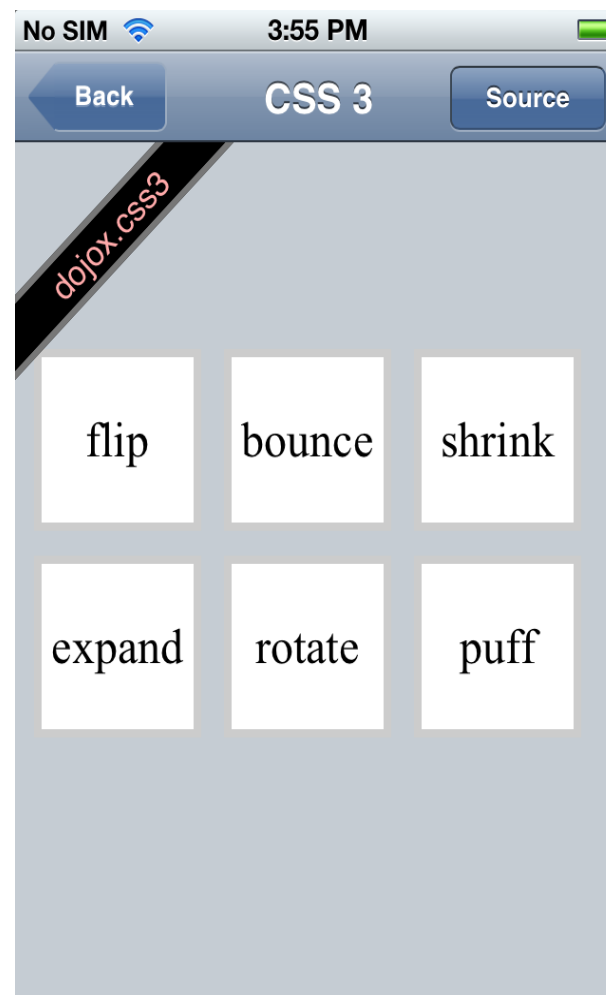 No SIM 3:55 PM
Back CSS 3 Source
dojox.css3
flip bounce shrink
expand rotate puff